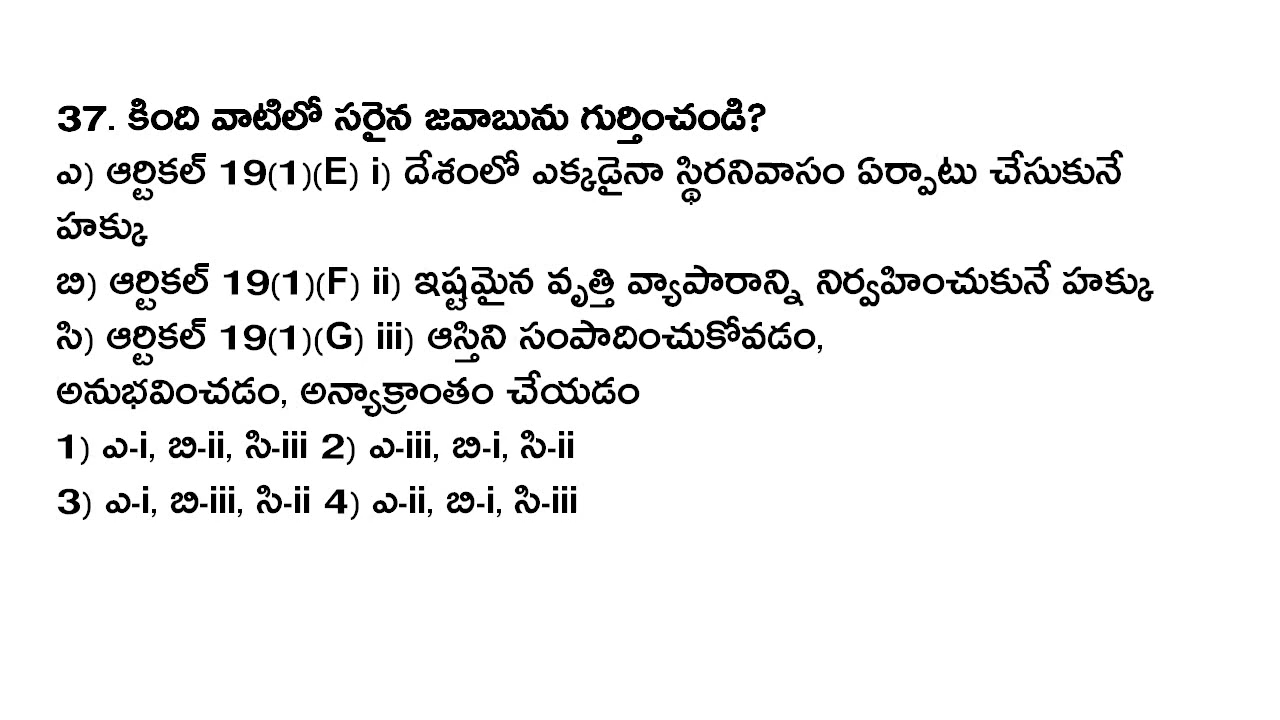 37. కింది వాటిలో సరైన జవాబును గుర్తించండి?
ఎ) ఆర్టికల్ 19(1)(E) i) దేశంలో ఎక్కడైనా స్థిరనివాసం ఏర్పాటు చేసుకునే
హక్కు
బి) ఆర్టికల్ 19(1)(F) ii) ఇష్టమైన వృత్తి వ్యాపారాన్ని నిర్వహించుకునే హక్కు
సి) ఆర్టికల్ 19(1)(G) iii) ఆస్తిని సంపాదించుకోవడం,
అనుభవించడం, అన్యాక్రాంతం చేయడం
1) ఎ-i, బి-ii, సి-iii 2) ఎ-iii, బి-i, సి-ii
3) ఎ-i, బి-iii, సి-ii 4) ఎ-ii, బి-i, సి-iii